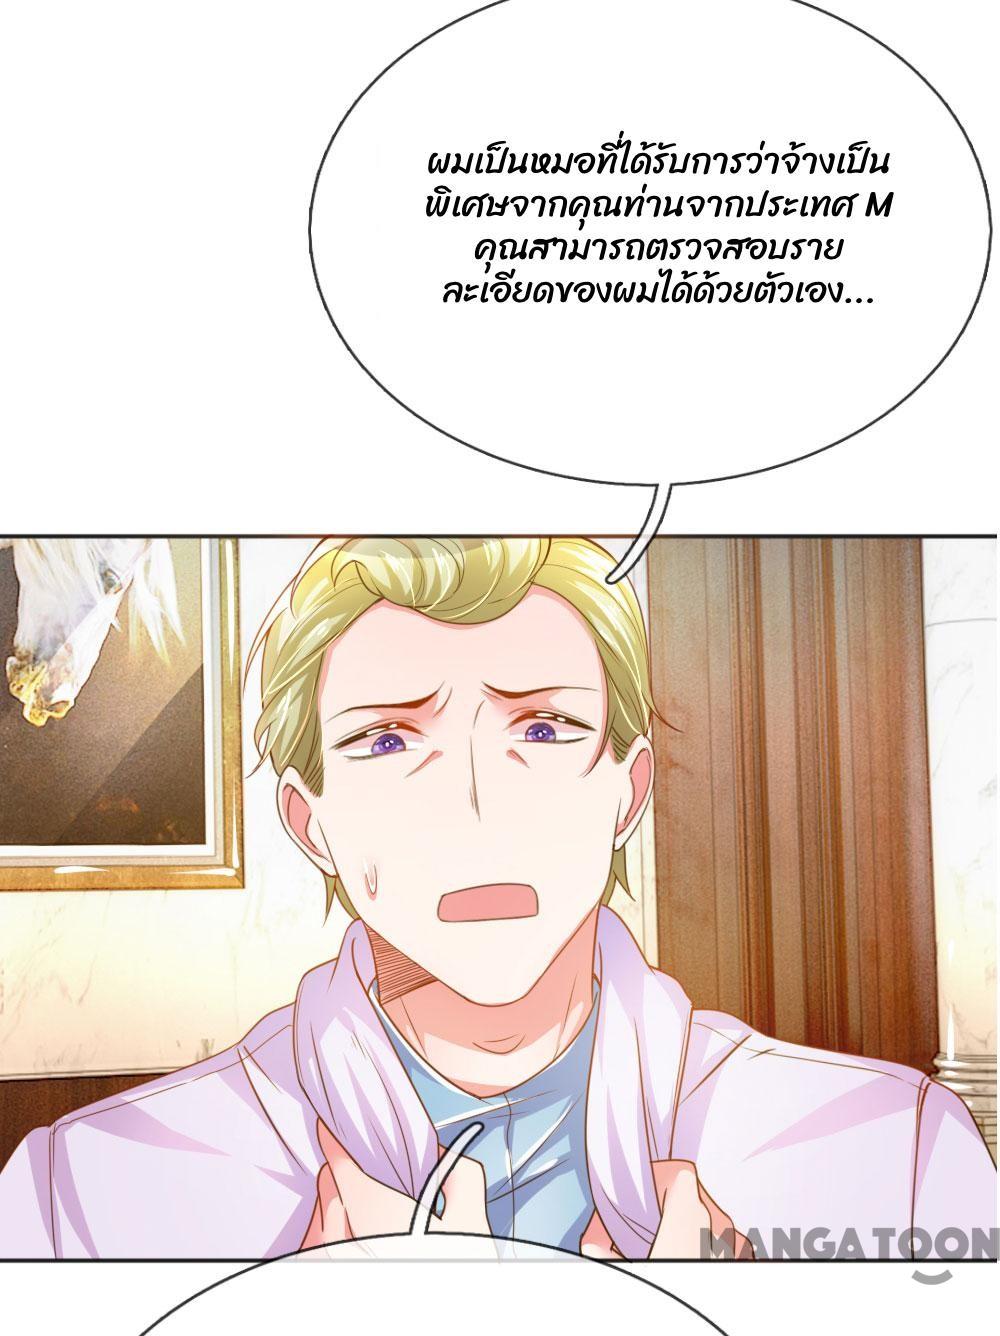 ผมเป็นหมอที่ได้รับการว่าจ้างเป็น
พิเศษจากคุณท่านจากประเทศ M
คุณสามารถตรวจสอบราย
ละเอียดของผมได้ด้วยตัวเอง...
MANGATOON